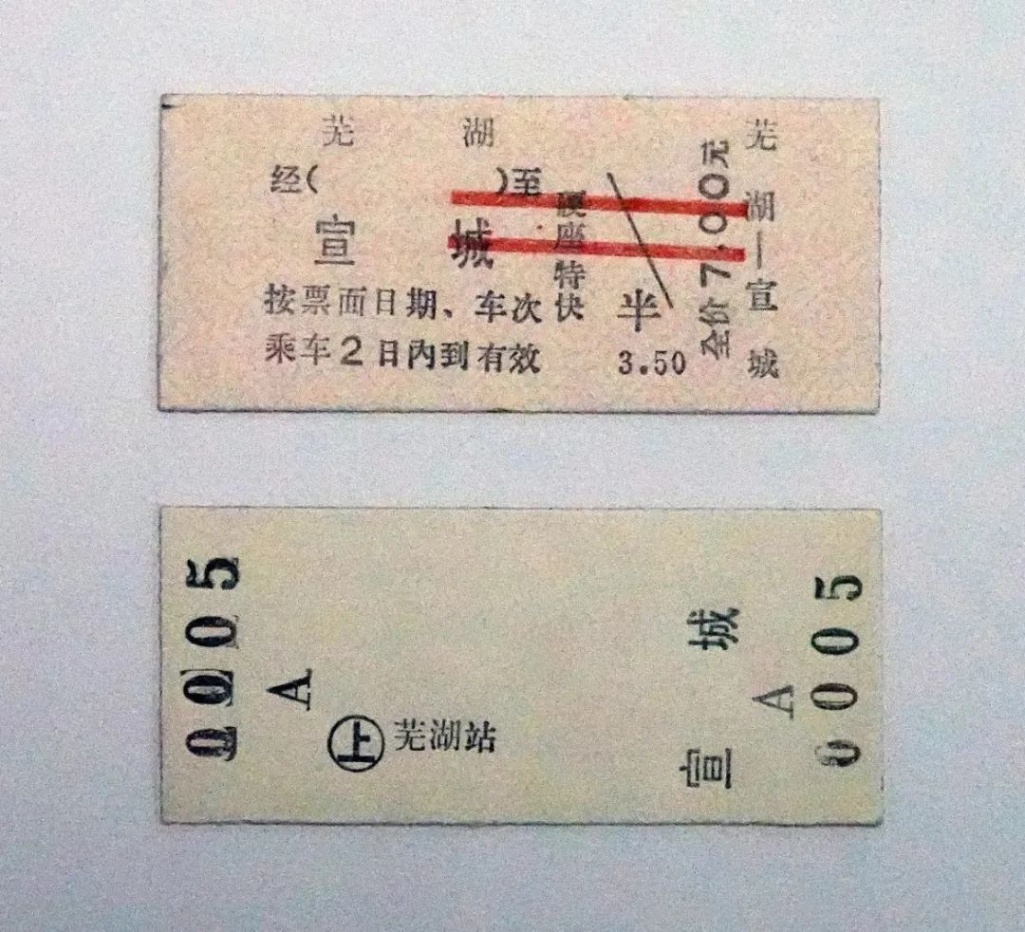 芜湖
经( )至
宣城
按票面日期、车次
乘车2日内到有效
硬座特快
半
3.50
全价7.00元
芜湖—宣城
0005
A
㊤芜湖站
宣城
A
0005